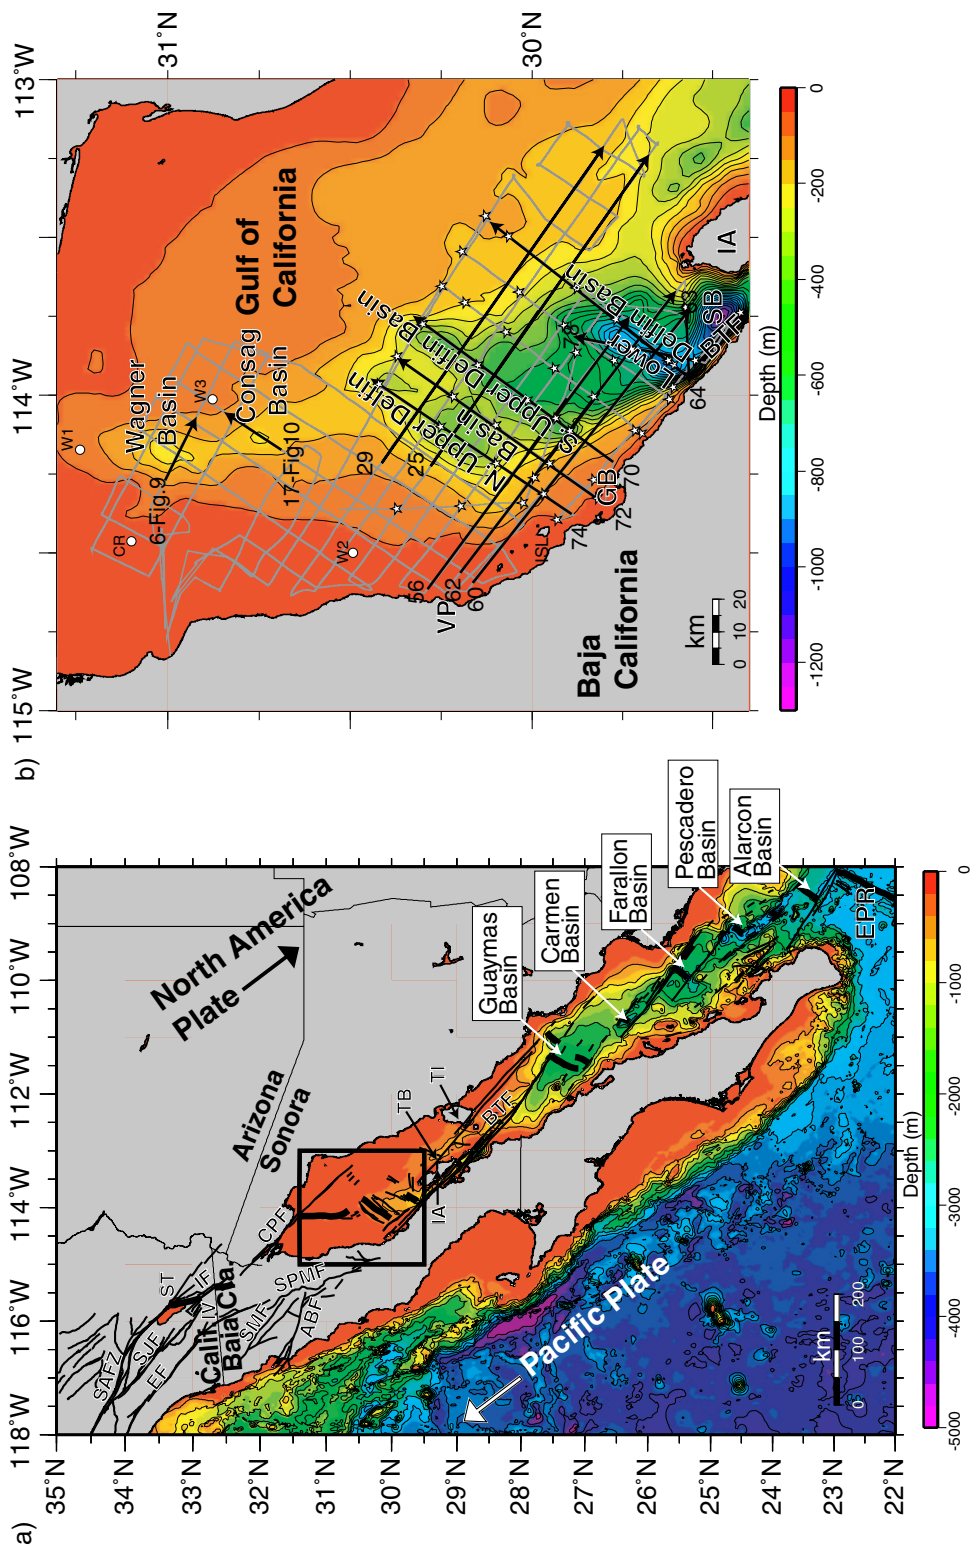 a)
118°W
116°W
114°W
112°W
110°W
108°W
35°N
34°N
33°N
32°N
31°N
30°N
29°N
28°N
27°N
26°N
25°N
24°N
23°N
22°N
North America
Plate
Arizona
Sonora
Calif
Baja Cfa.
SAFZ
SJF
EF
ST
IF
IV
CPF
SPMF
SMF
ABF
TB
TI
IA
BTF
Guaymas
Basin
Carmen
Basin
Farallon
Basin
Pescadero
Basin
Alarcon
Basin
EPR
Pacific Plate
km
0
100
200
Depth (m)
-5000
-4000
-3000
-2000
-1000
0
b)
115°W
114°W
113°W
31°N
30°N
W1
CR
W3
W2
Wagner
Basin
Consag
Basin
Gulf of
California
6-Fig.9
17-Fig10
29
25
N. Upper Delfin
Basin
S. Upper Delfin Basin
Lower
Delfin Basin
56
VP
62
60
ISL
74
72
GB
70
64
SB
BTF
IA
Baja
California
km
0
10
20
Depth (m)
-1200
-1000
-800
-600
-400
-200
0